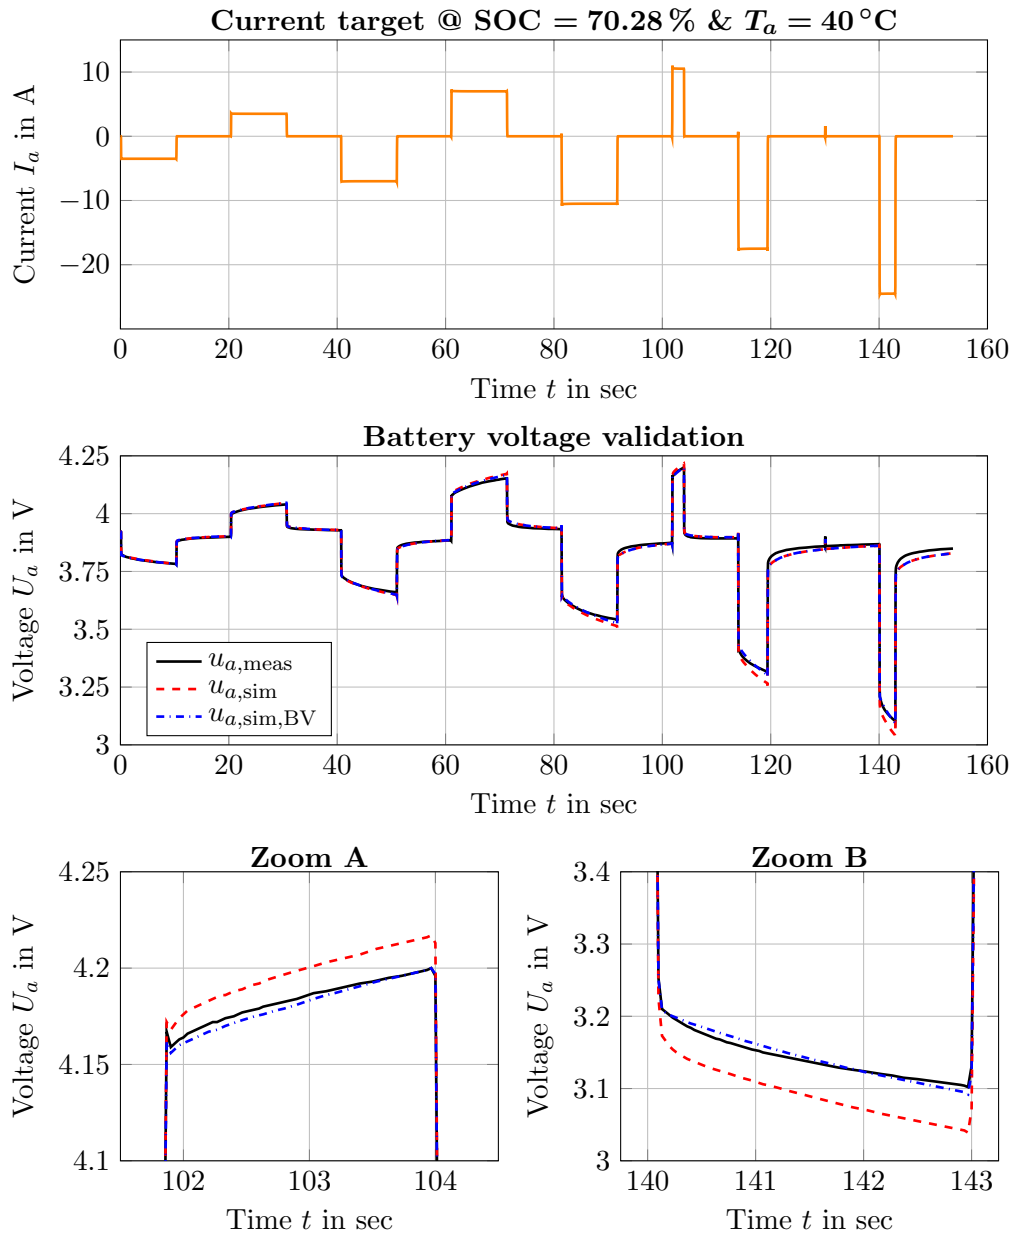 Current target @ SOC = 70.28 % & T_a = 40 °C
Current I_a in A
10
0
−10
−20
0 20 40 60 80 100 120 140 160
Time t in sec
Battery voltage validation
Voltage U_a in V
4.25
4
3.75
3.5
3.25
3
u_a,meas
u_a,sim
u_a,sim,BV
0 20 40 60 80 100 120 140 160
Time t in sec
Zoom A
Voltage U_a in V
4.25
4.2
4.15
4.1
102 103 104
Time t in sec
Zoom B
Voltage U_a in V
3.4
3.3
3.2
3.1
3
140 141 142 143
Time t in sec